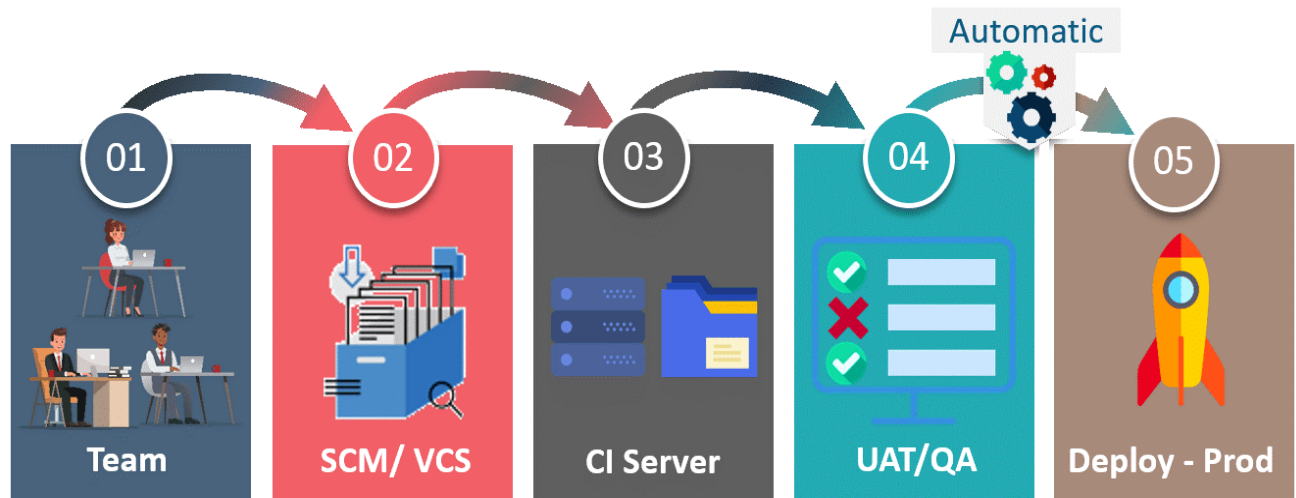 Automatic
01
02
03
04
05
Team
SCM/ VCS
CI Server
UAT/QA
Deploy - Prod